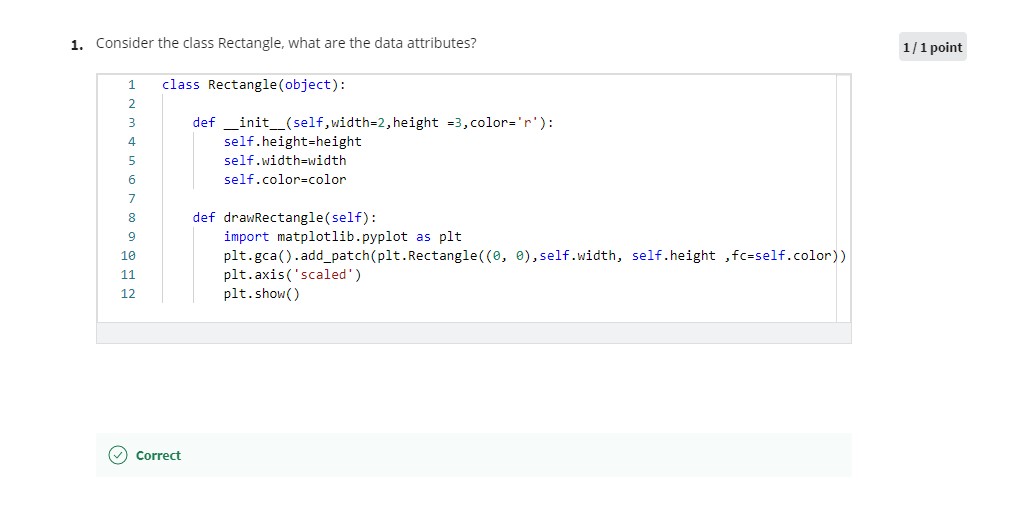 1. Consider the class Rectangle, what are the data attributes?
1 / 1 point
1 class Rectangle(object):
2
3     def __init__(self,width=2,height =3,color='r'):
4         self.height=height
5         self.width=width
6         self.color=color
7
8     def drawRectangle(self):
9         import matplotlib.pyplot as plt
10         plt.gca().add_patch(plt.Rectangle((0, 0),self.width, self.height ,fc=self.color))
11         plt.axis('scaled')
12         plt.show()
Correct